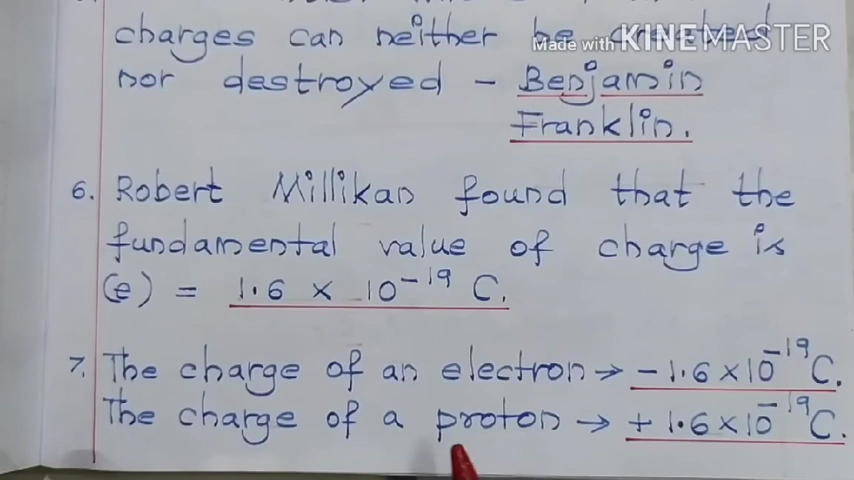 charges can neither be created
Made with KINEMASTER
nor destroyed - Benjamin
Franklin.
6. Robert Millikan found that the
fundamental value of charge is
(e) = 1.6 × 10⁻¹⁹ C.
7. The charge of an electron → - 1.6 × 10⁻¹⁹ C.
The charge of a proton → + 1.6 × 10⁻¹⁹ C.